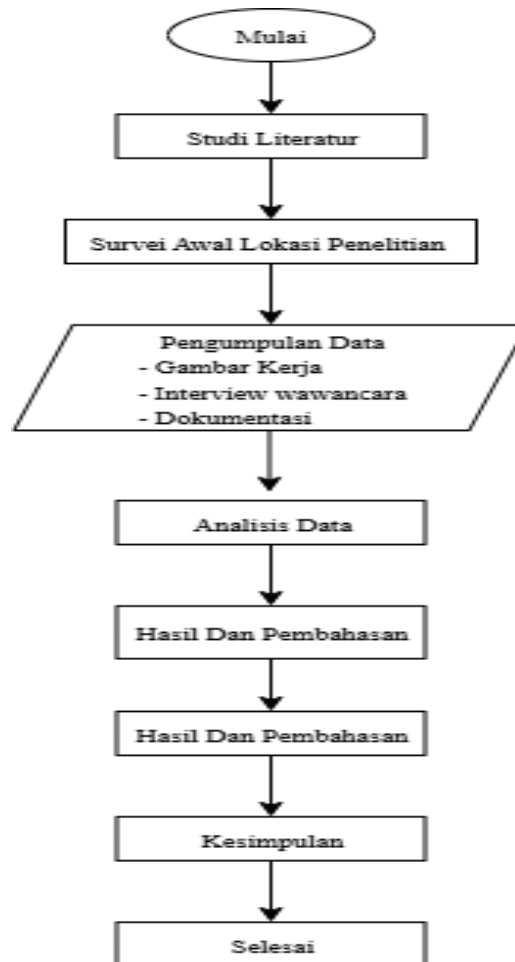 Mulai
Studi Literatur
Survei Awal Lokasi Penelitian
Pengumpulan Data
- Gambar Kerja
- Interview wawancara
- Dokumentasi
Analisis Data
Hasil Dan Pembahasan
Hasil Dan Pembahasan
Kesimpulan
Selesai